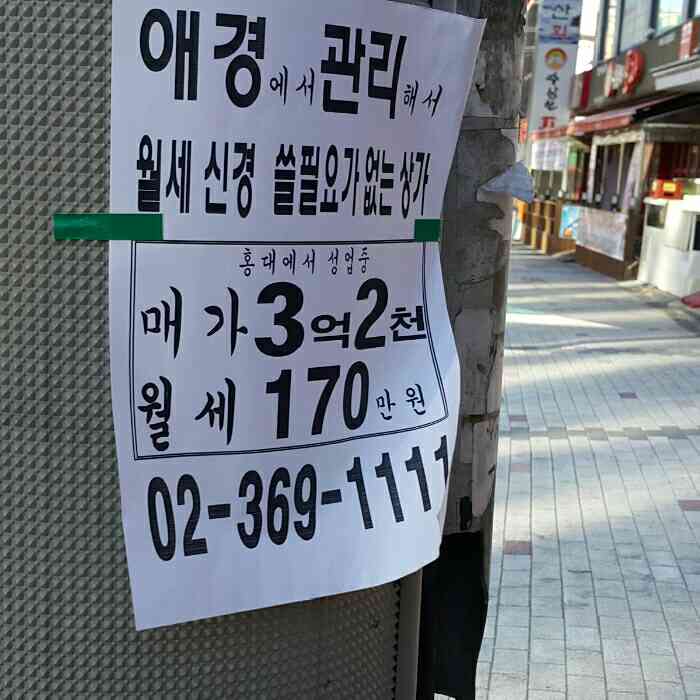 애경에서관리해서
월세 신경 쓸필요가없는상가
홍대에서 성업중
매가3억2천
월세170만원
02-369-1111
산
회